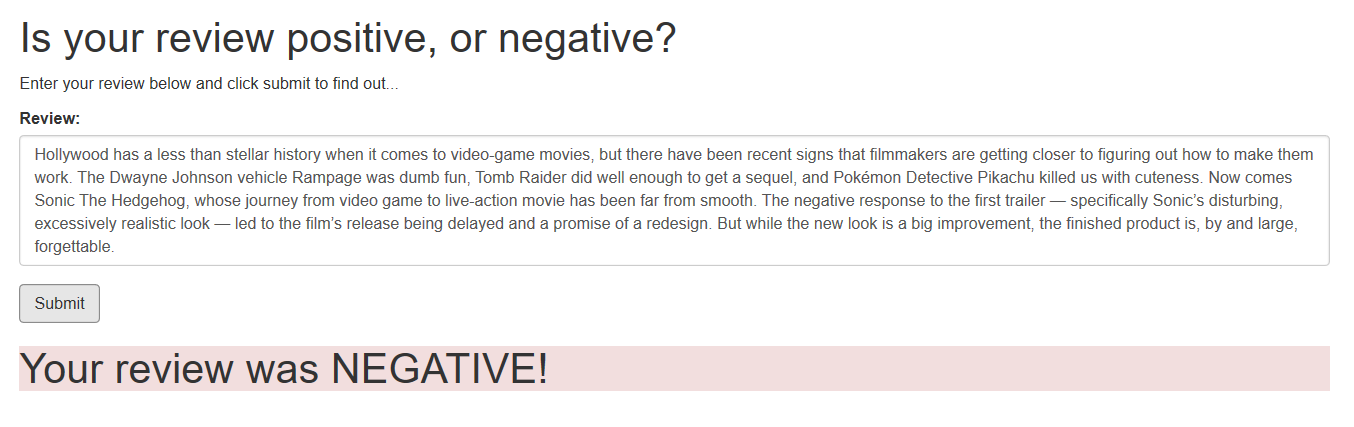 Is your review positive, or negative?
Enter your review below and click submit to find out...
Review:
Hollywood has a less than stellar history when it comes to video-game movies, but there have been recent signs that filmmakers are getting closer to figuring out how to make them
work. The Dwayne Johnson vehicle Rampage was dumb fun, Tomb Raider did well enough to get a sequel, and Pokémon Detective Pikachu killed us with cuteness. Now comes
Sonic The Hedgehog, whose journey from video game to live-action movie has been far from smooth. The negative response to the first trailer — specifically Sonic’s disturbing,
excessively realistic look — led to the film’s release being delayed and a promise of a redesign. But while the new look is a big improvement, the finished product is, by and large,
forgettable.
Submit
Your review was NEGATIVE!